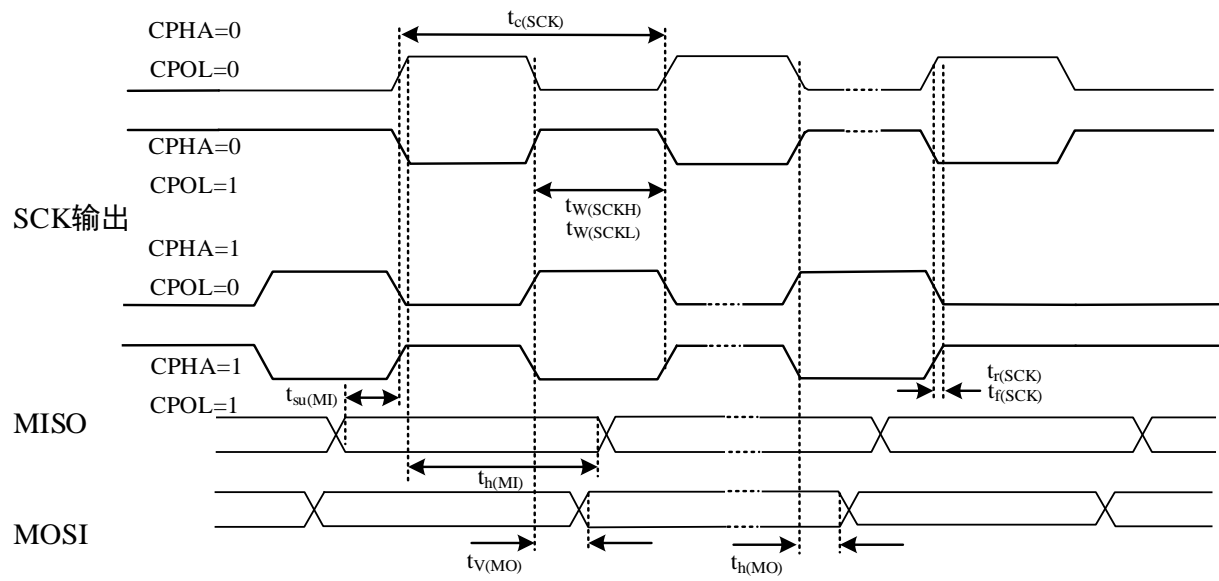 CPHA=0
t_c(SCK)
CPOL=0
CPHA=0
CPOL=1
t_W(SCKH)
t_W(SCKL)
SCK输出
CPHA=1
CPOL=0
CPHA=1
CPOL=1
t_su(MI)
t_r(SCK)
t_f(SCK)
MISO
t_h(MI)
MOSI
t_V(MO)
t_h(MO)